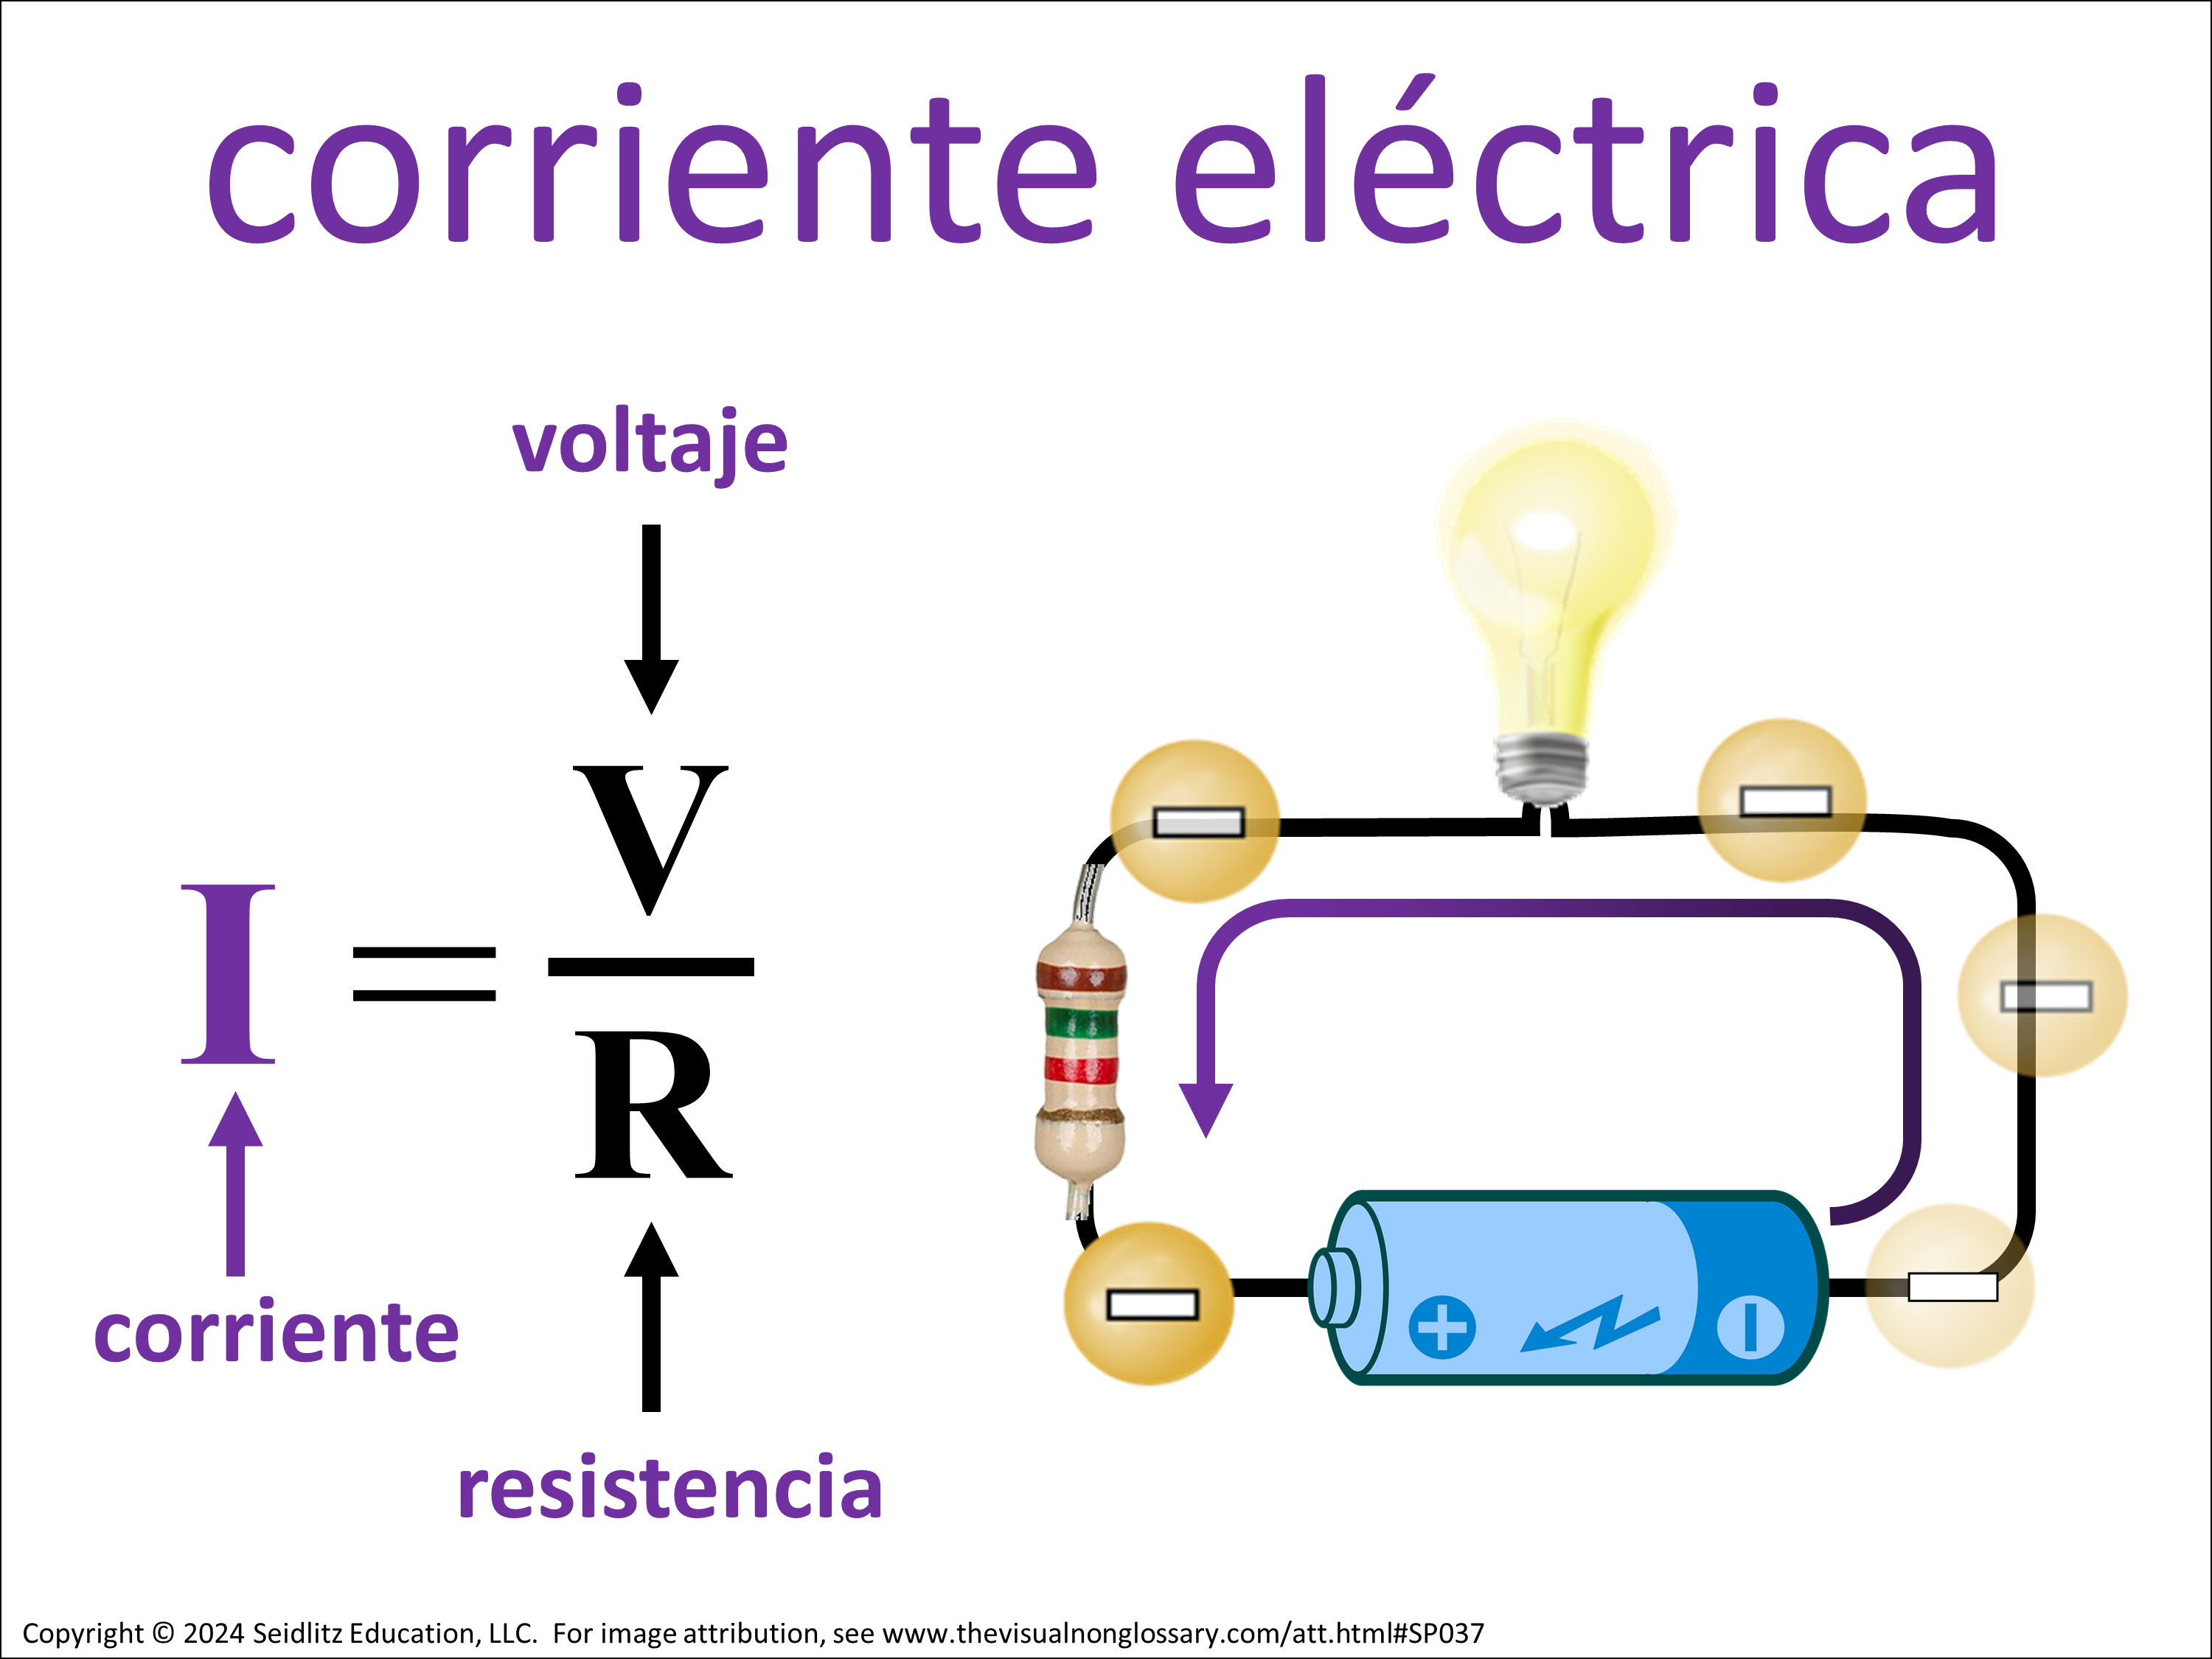 corriente eléctrica
voltaje
I = V
R
corriente
resistencia
Copyright © 2024 Seidlitz Education, LLC.  For image attribution, see www.thevisualnonglossary.com/att.html#SP037